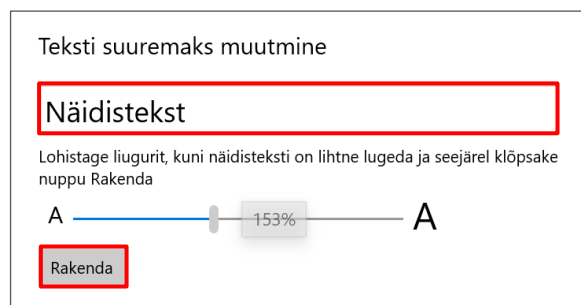 Teksti suuremaks muutmine
Näidistekst
Lohistage liugurit, kuni näidisteksti on lihtne lugeda ja seejärel klõpsake
nuppu Rakenda
A 153% A
Rakenda